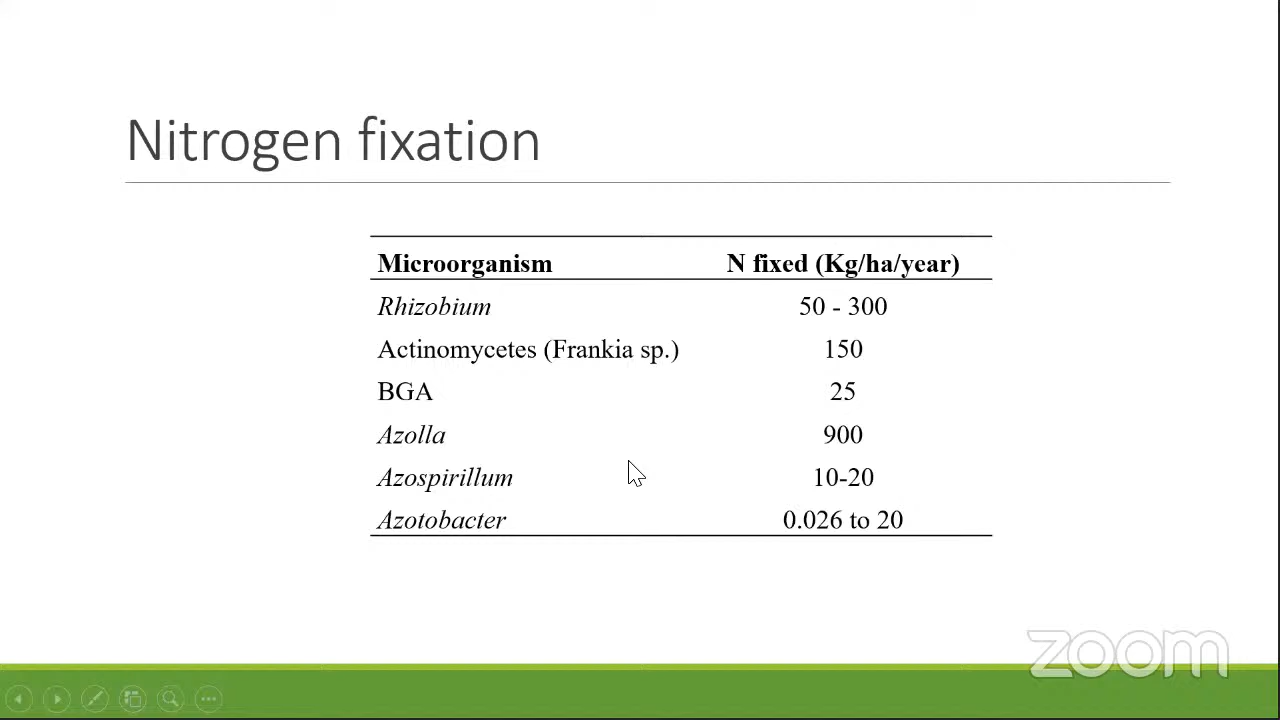 Nitrogen fixation
Microorganism N fixed (Kg/ha/year)
Rhizobium 50 - 300
Actinomycetes (Frankia sp.) 150
BGA 25
Azolla 900
Azospirillum 10-20
Azotobacter 0.026 to 20
zoom